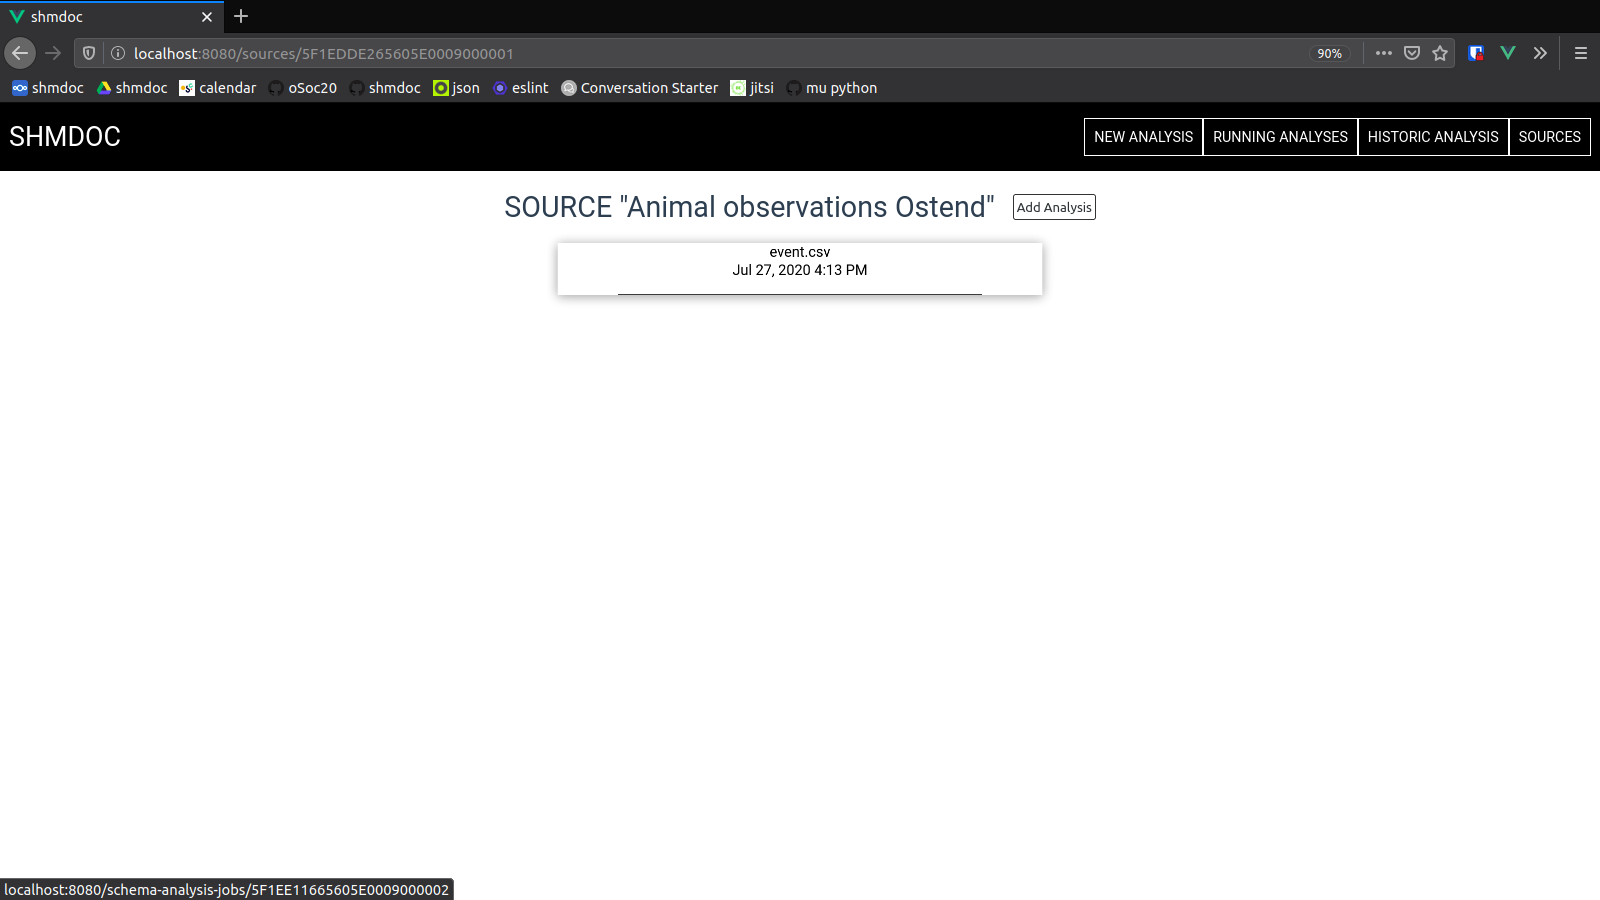 shmdoc
localhost:8080/sources/5F1EDDE265605E0009000001
90%
shmdoc shmdoc calendar oSoc20 shmdoc json eslint Conversation Starter jitsi mu python
SHMDOC
NEW ANALYSIS RUNNING ANALYSES HISTORIC ANALYSIS SOURCES
SOURCE "Animal observations Ostend" Add Analysis
event.csv
Jul 27, 2020 4:13 PM
localhost:8080/schema-analysis-jobs/5F1EE11665605E0009000002